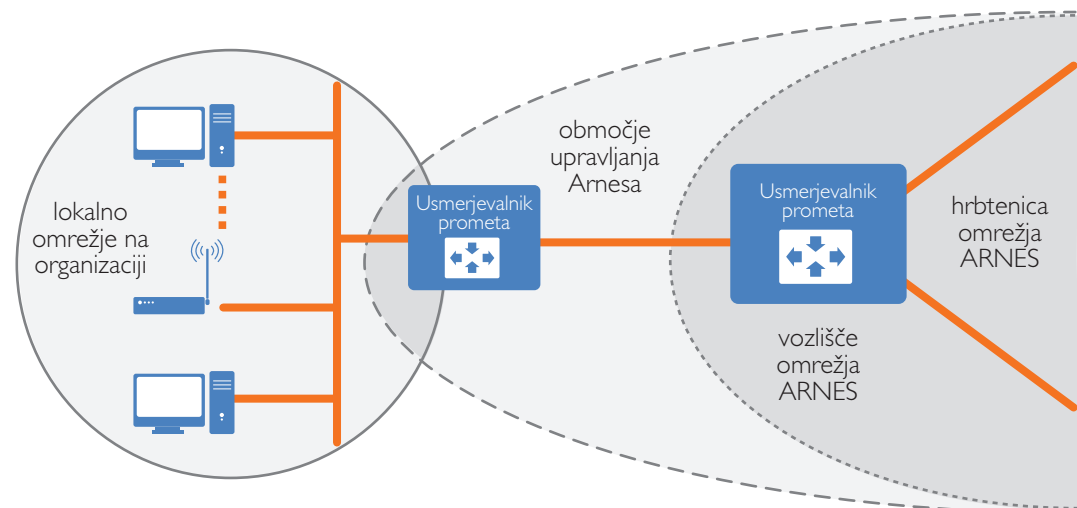 lokalno
omrežje na
organizaciji
Usmerjevalnik
prometa
območje
upravljanja
Arnesa
Usmerjevalnik
prometa
vozlišče
omrežja
ARNES
hrbtenica
omrežja
ARNES